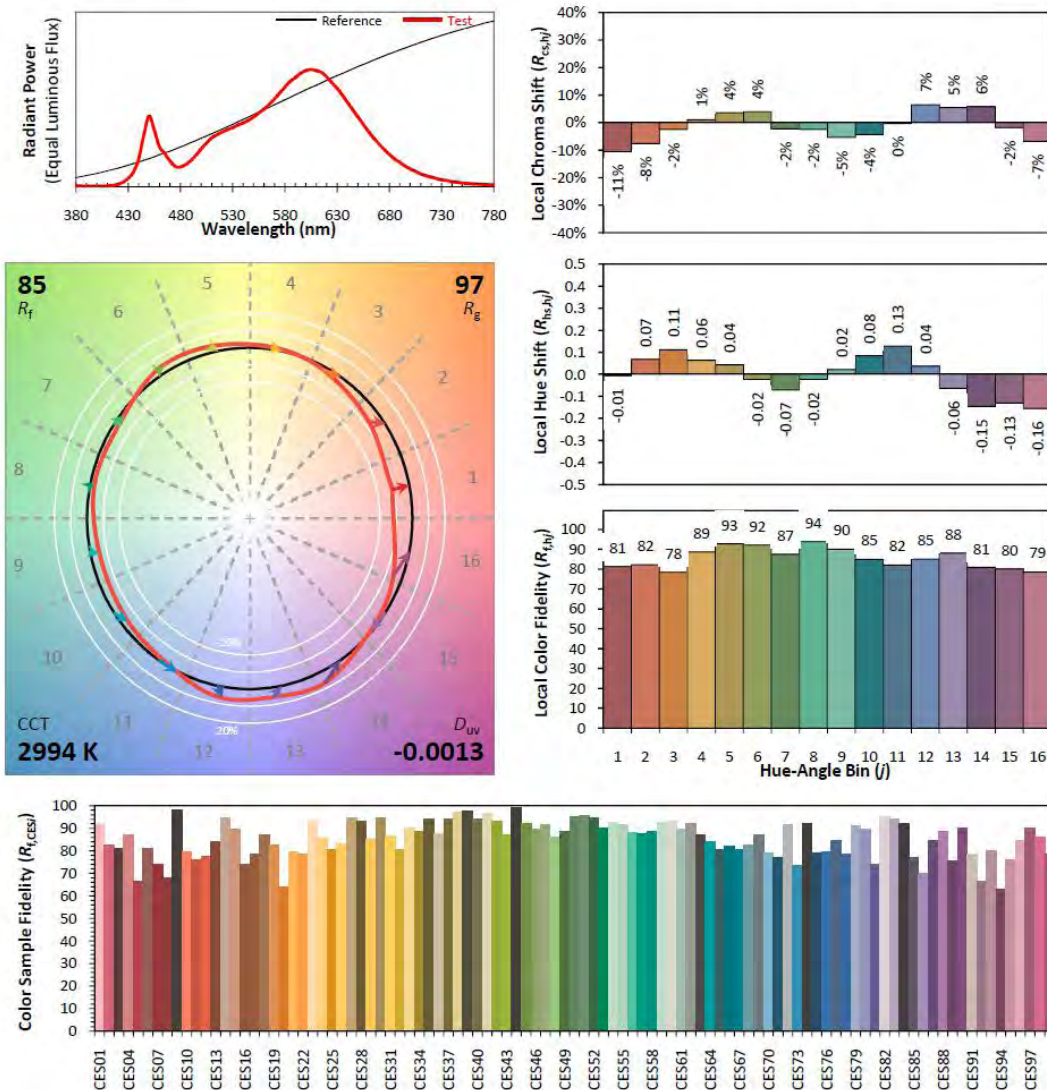 Reference Test
Radiant Power
(Equal Luminous Flux)
380 430 480 530 580 630 680 730 780
Wavelength (nm)
Local Chroma Shift (Rcs,hj)
40%
30%
20%
10%
0%
-10%
-20%
-30%
-40%
-11% -8% -2% 1% 4% 4% -2% -2% -5% -4% 0% 7% 5% 6% -2% -7%
85
Rf
97
Rg
5 4
6 3
7 2
8 1
9 16
10 15
11 14
12 13
-20%
20%
CCT
2994 K
Duv
-0.0013
Local Hue Shift (Rhs,hj)
0.5
0.4
0.3
0.2
0.1
0.0
-0.1
-0.2
-0.3
-0.4
-0.5
-0.01 0.07 0.11 0.06 0.04 -0.02 -0.07 -0.02 0.02 0.08 0.13 0.04 -0.06 -0.15 -0.13 -0.16
Local Color Fidelity (Rf,hj)
100
90
80
70
60
50
40
30
20
10
0
81 82 78 89 93 92 87 94 90 85 82 85 88 81 80 79
1 2 3 4 5 6 7 8 9 10 11 12 13 14 15 16
Hue-Angle Bin (j)
Color Sample Fidelity (Rf,CESi)
100
90
80
70
60
50
40
30
20
10
0
CES01 CES04 CES07 CES10 CES13 CES16 CES19 CES22 CES25 CES28 CES31 CES34 CES37 CES40 CES43 CES46 CES49 CES52 CES55 CES58 CES61 CES64 CES67 CES70 CES73 CES76 CES79 CES82 CES85 CES88 CES91 CES94 CES97